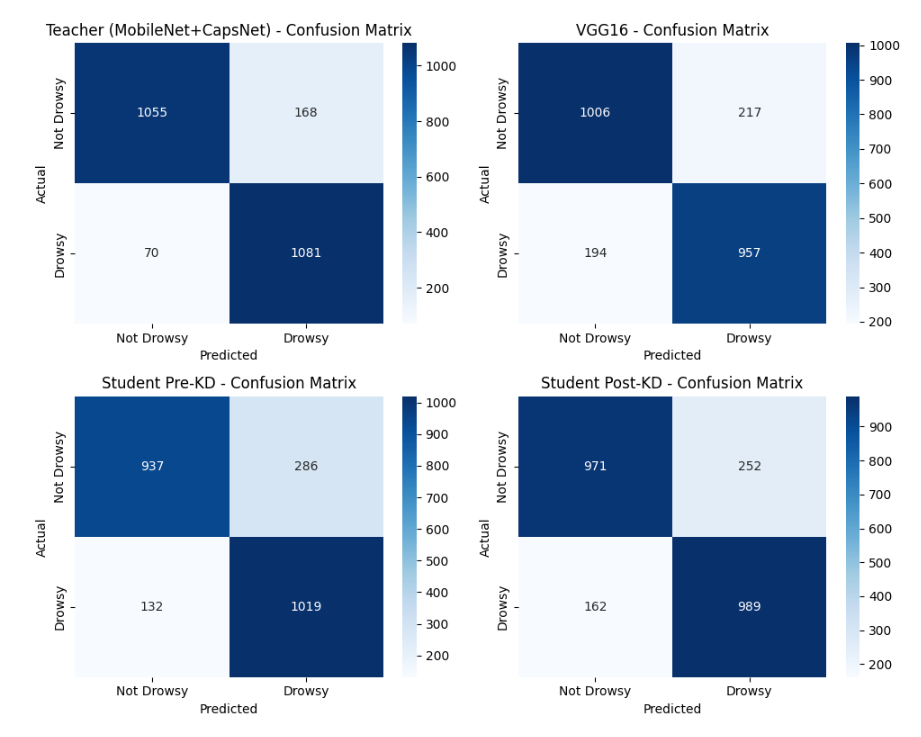 Teacher (MobileNet+CapsNet) - Confusion Matrix
Not Drowsy
Drowsy
Actual
1055
168
70
1081
Not Drowsy
Drowsy
Predicted
1000
800
600
400
200
VGG16 - Confusion Matrix
Not Drowsy
Drowsy
Actual
1006
217
194
957
Not Drowsy
Drowsy
Predicted
1000
900
800
700
600
500
400
300
200
Student Pre-KD - Confusion Matrix
Not Drowsy
Drowsy
Actual
937
286
132
1019
Not Drowsy
Drowsy
Predicted
1000
900
800
700
600
500
400
300
200
Student Post-KD - Confusion Matrix
Not Drowsy
Drowsy
Actual
971
252
162
989
Not Drowsy
Drowsy
Predicted
900
800
700
600
500
400
300
200